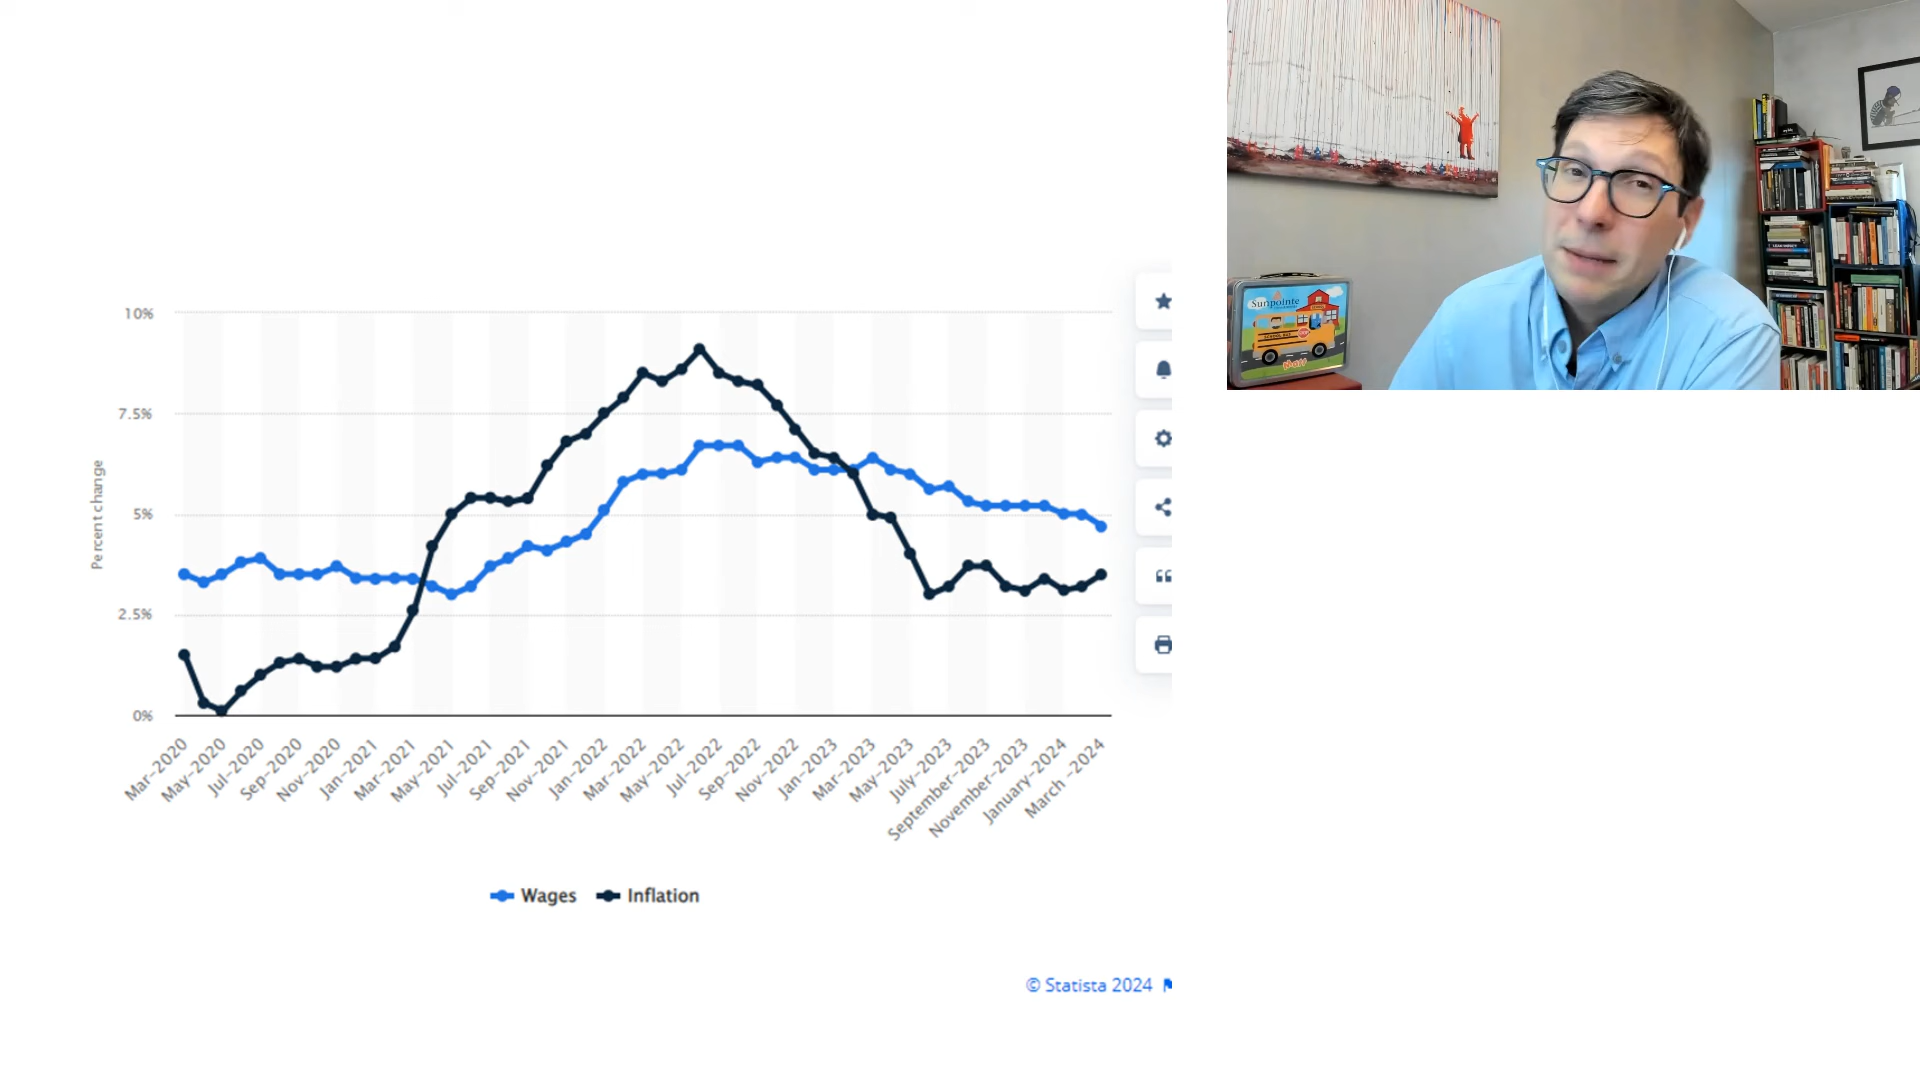 10%
7.5%
5%
2.5%
0%
Percent change
Mar-2020
May-2020
Jul-2020
Sep-2020
Nov-2020
Jan-2021
Mar-2021
May-2021
Jul-2021
Sep-2021
Nov-2021
Jan-2022
Mar-2022
May-2022
Jul-2022
Sep-2022
Nov-2022
Jan-2023
Mar-2023
May-2023
July-2023
September-2023
November-2023
January-2024
March -2024
Wages Inflation
© Statista 2024
Sunpointe
SCHOOL BUS